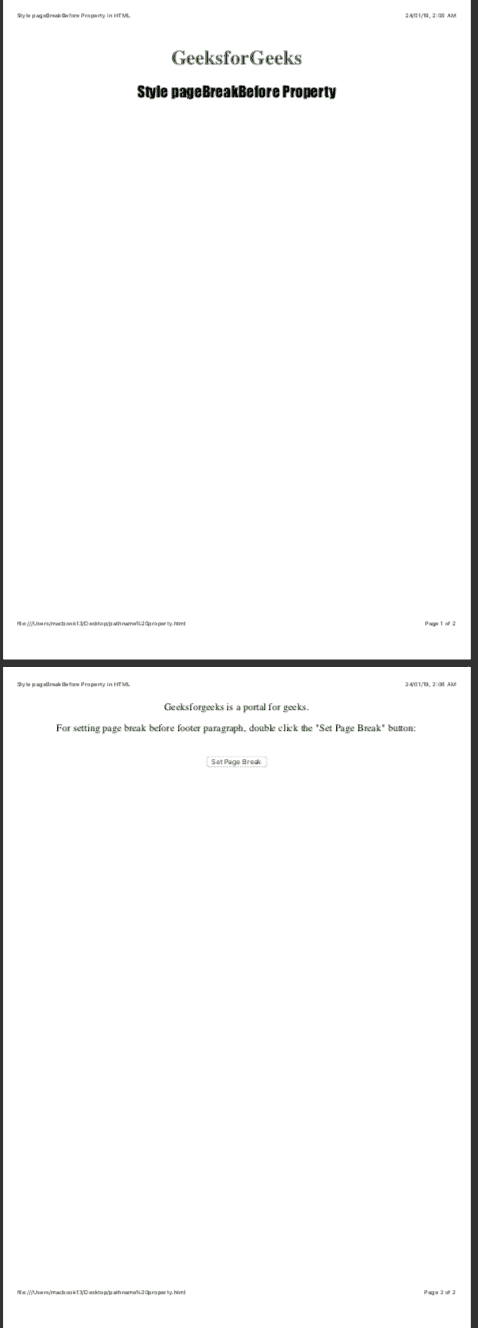 Style pageBreakBefore Property in HTML 24/01/19, 2:06 AM
GeeksforGeeks
Style pageBreakBefore Property
file:///Users/macbook13/Desktop/pathname%20property.html Page 1 of 2
Style pageBreakBefore Property in HTML 24/01/19, 2:06 AM
Geeksforgeeks is a portal for geeks.
For setting page break before footer paragraph, double click the "Set Page Break" button:
Set Page Break
file:///Users/macbook13/Desktop/pathname%20property.html Page 2 of 2